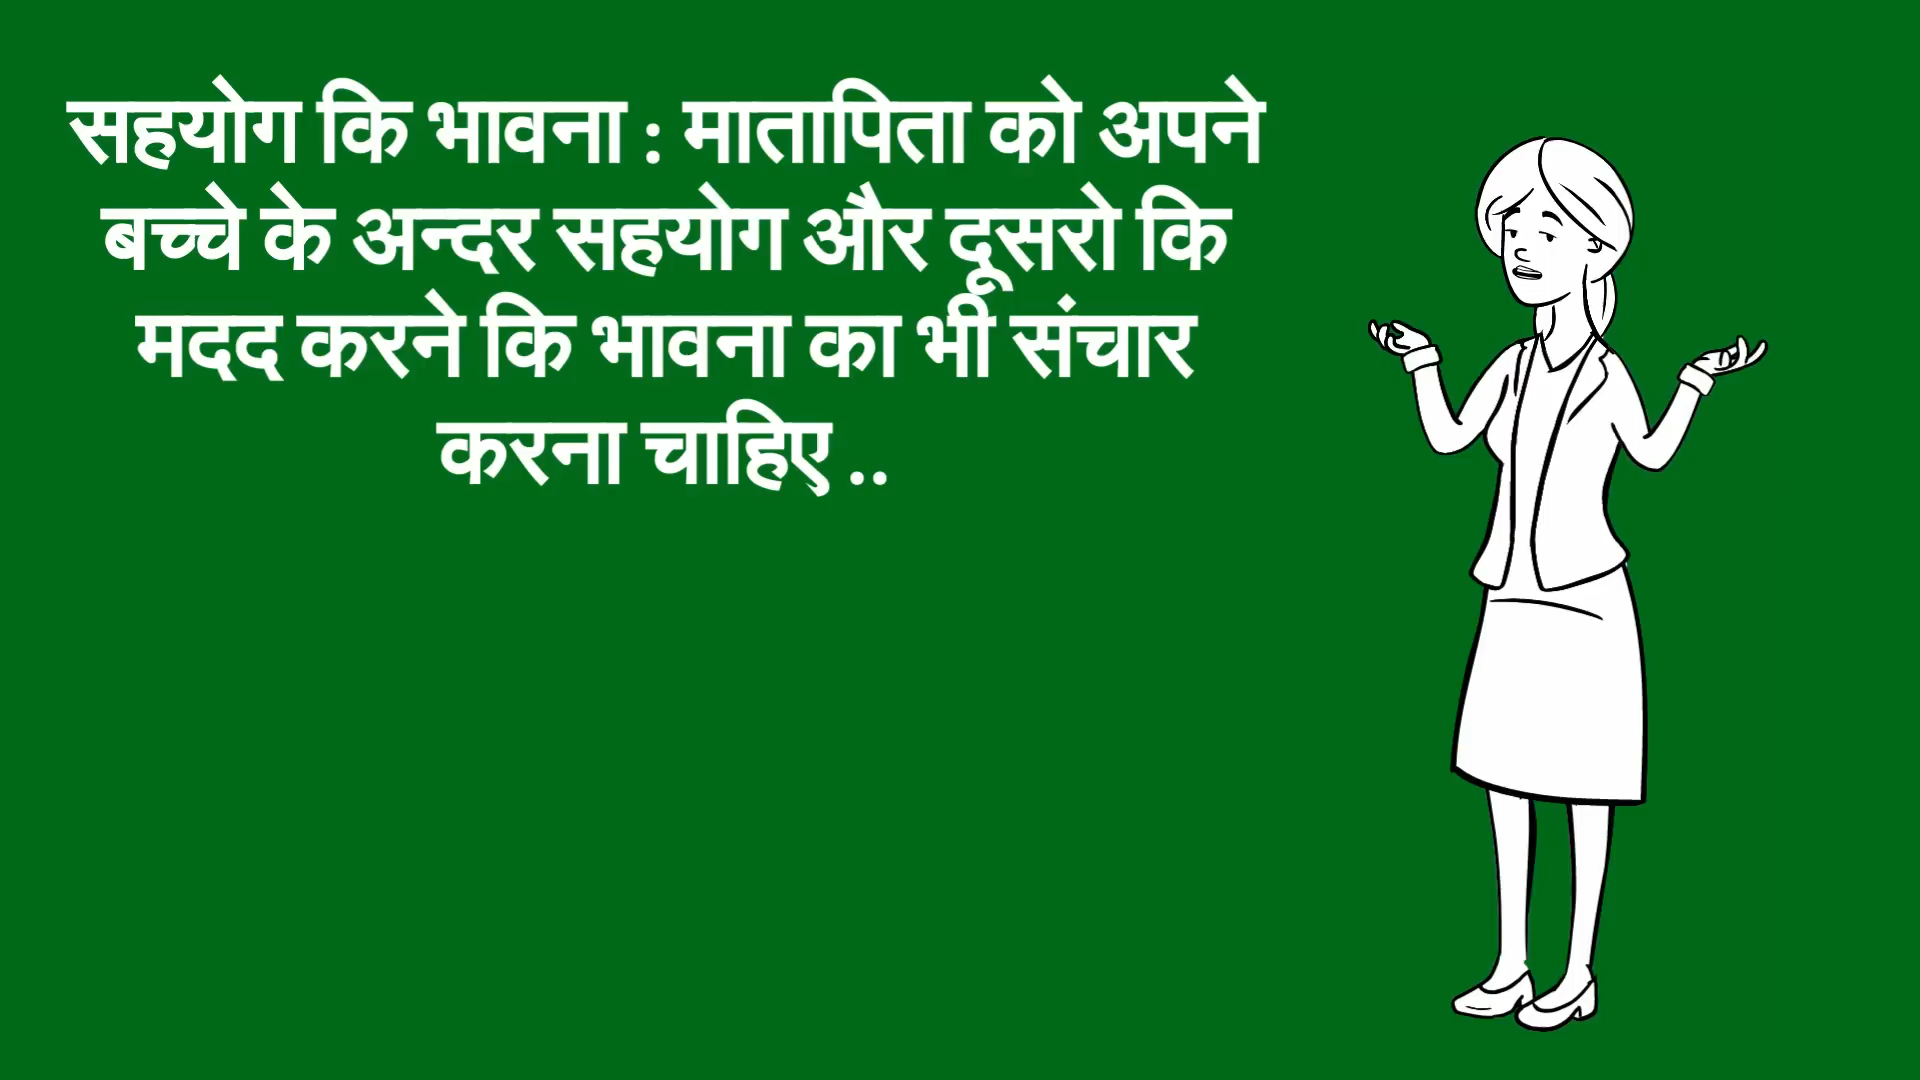 सहयोग कि भावना : मातापिता को अपने
बच्चे के अन्दर सहयोग और दूसरो कि
मदद करने कि भावना का भी संचार
करना चाहिए ..